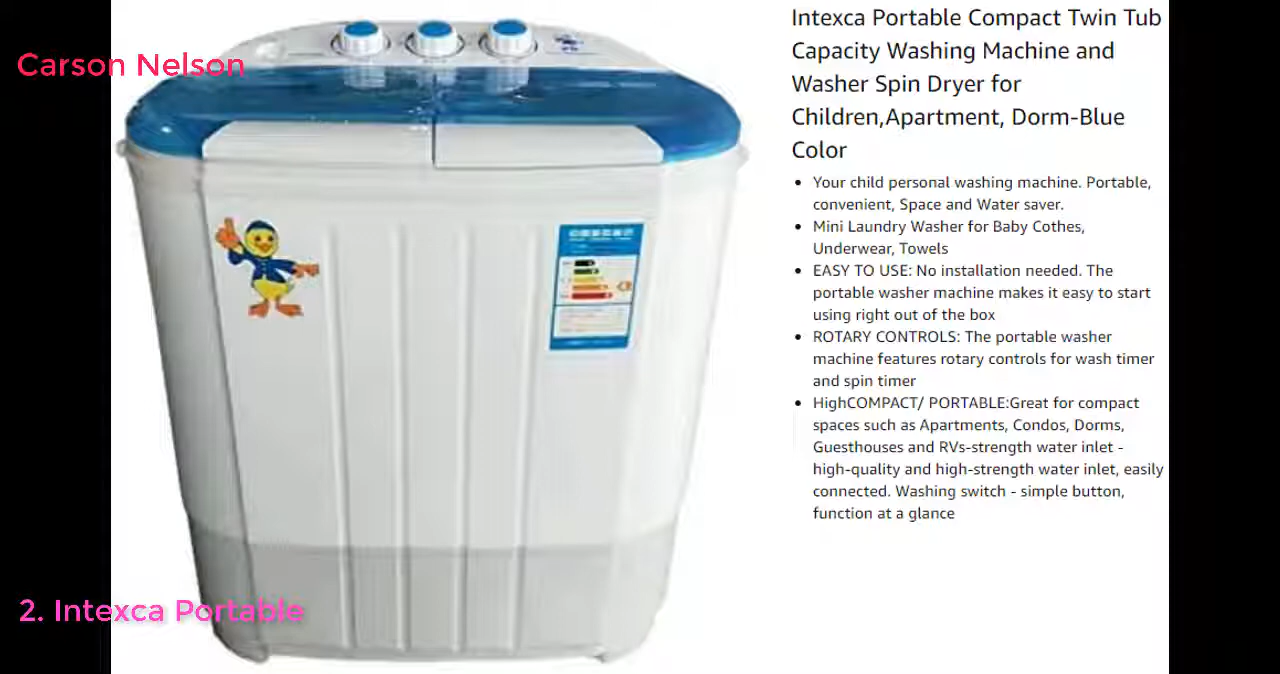 Carson Nelson
Intexca Portable Compact Twin Tub
Capacity Washing Machine and
Washer Spin Dryer for
Children,Apartment, Dorm-Blue
Color
Your child personal washing machine. Portable,
convenient, Space and Water saver.
Mini Laundry Washer for Baby Cothes,
Underwear, Towels
EASY TO USE: No installation needed. The
portable washer machine makes it easy to start
using right out of the box
ROTARY CONTROLS: The portable washer
machine features rotary controls for wash timer
and spin timer
HighCOMPACT/ PORTABLE:Great for compact
spaces such as Apartments, Condos, Dorms,
Guesthouses and RVs-strength water inlet -
high-quality and high-strength water inlet, easily
connected. Washing switch - simple button,
function at a glance
2. Intexca Portable